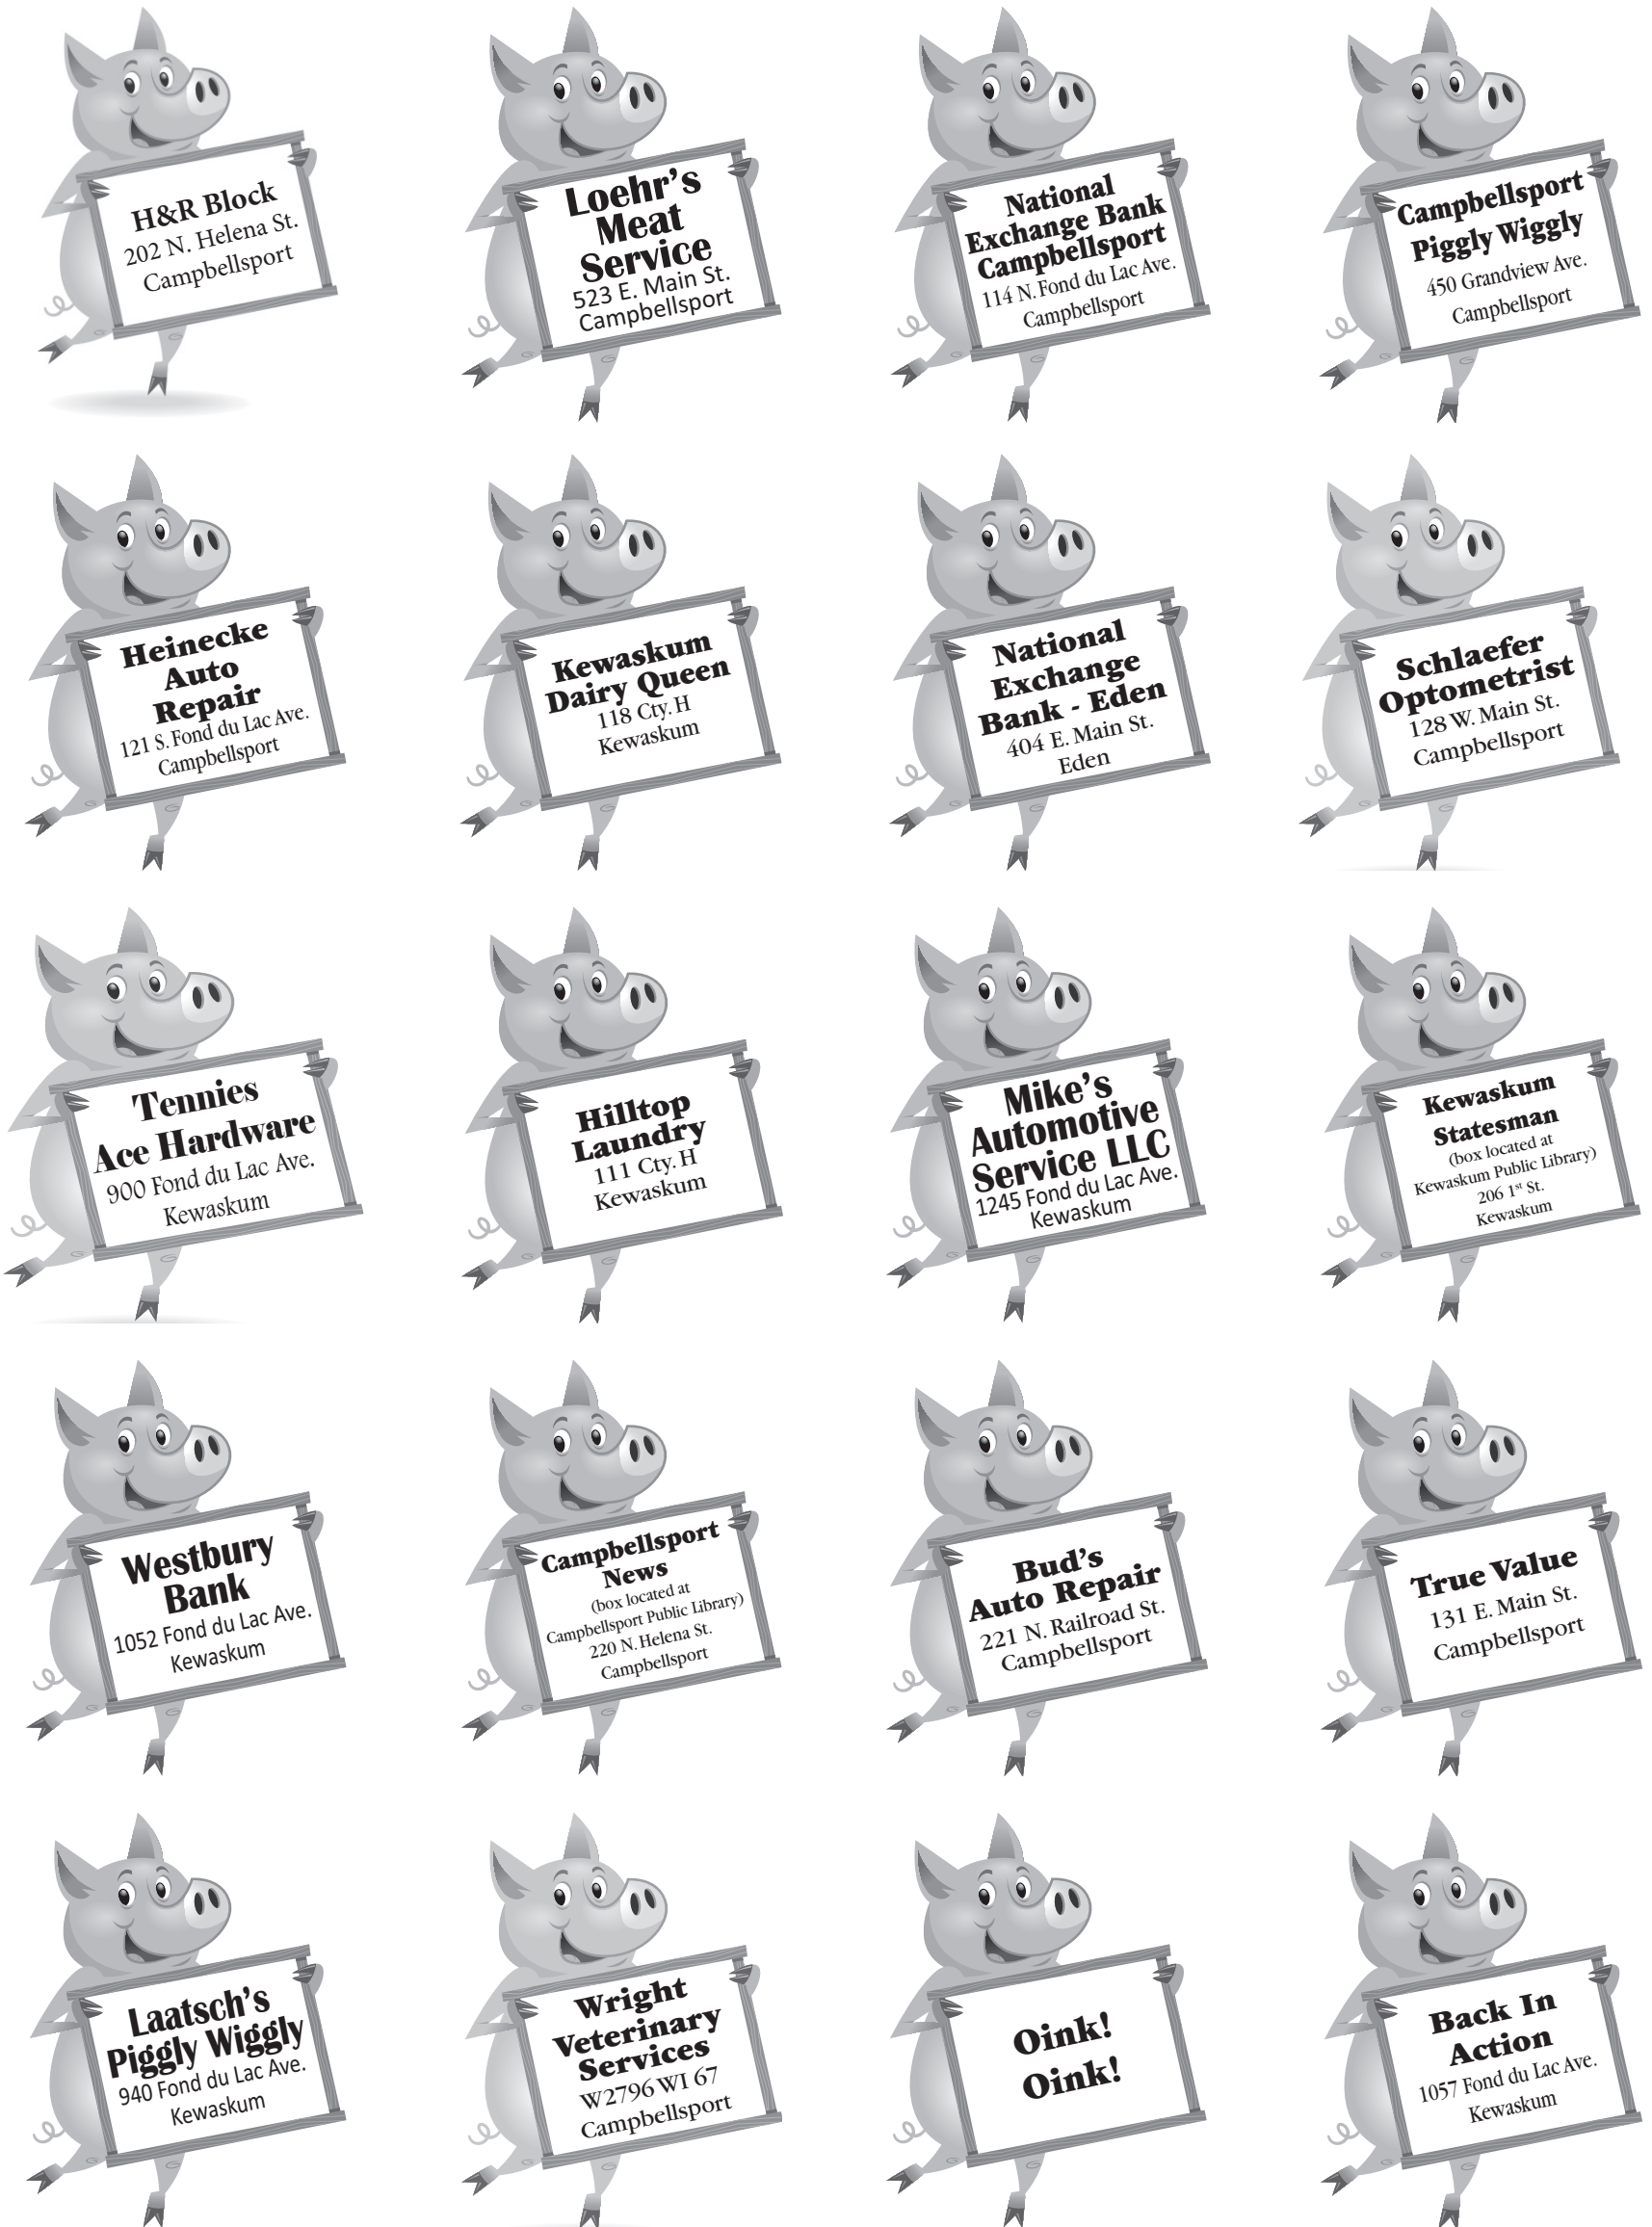 H&R Block
202 N. Helena St.
Campbellsport
Loehr's
Meat
Service
523 E. Main St.
Campbellsport
National
Exchange Bank
Campbellsport
114 N. Fond du Lac Ave.
Campbellsport
Campbellsport
Piggly Wiggly
450 Grandview Ave.
Campbellsport
Heinecke
Auto
Repair
121 S. Fond du Lac Ave.
Campbellsport
Kewaskum
Dairy Queen
118 Cty. H
Kewaskum
National
Exchange
Bank - Eden
404 E. Main St.
Eden
Schlaefer
Optometrist
128 W. Main St.
Campbellsport
Tennies
Ace Hardware
900 Fond du Lac Ave.
Kewaskum
Hilltop
Laundry
111 Cty. H
Kewaskum
Mike's
Automotive
Service LLC
1245 Fond du Lac Ave.
Kewaskum
Kewaskum
Statesman
(box located at
Kewaskum Public Library)
206 1st St.
Kewaskum
Westbury
Bank
1052 Fond du Lac Ave.
Kewaskum
Campbellsport
News
(box located at
Campbellsport Public Library)
220 N. Helena St.
Campbellsport
Bud's
Auto Repair
221 N. Railroad St.
Campbellsport
True Value
131 E. Main St.
Campbellsport
Laatsch's
Piggly Wiggly
940 Fond du Lac Ave.
Kewaskum
Wright
Veterinary
Services
W2796 WI 67
Campbellsport
Oink!
Oink!
Back In
Action
1057 Fond du Lac Ave.
Kewaskum